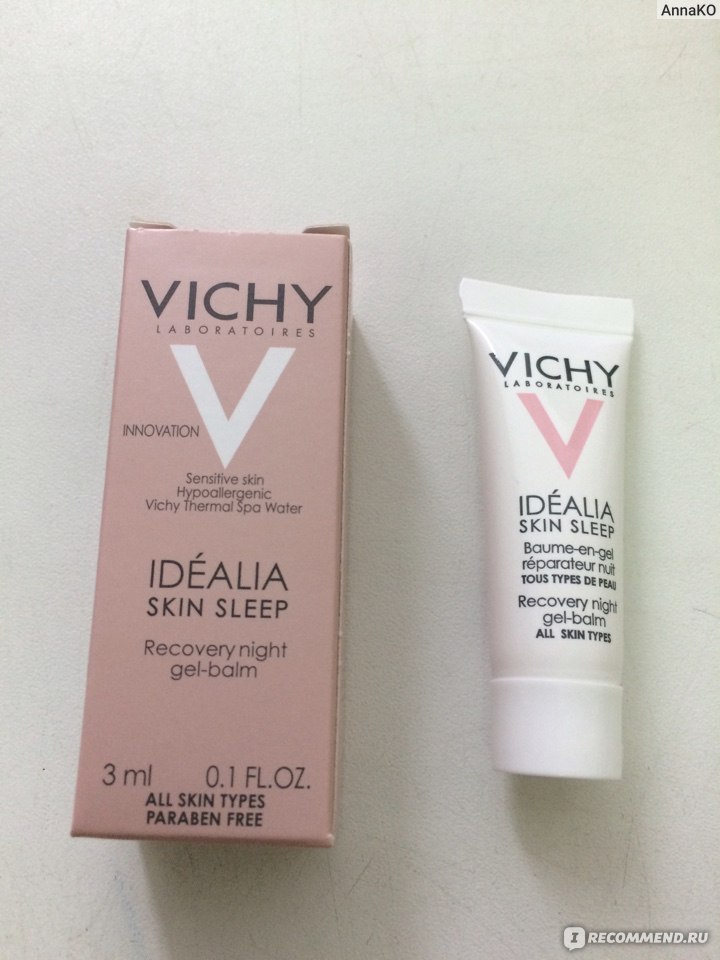 AnnaKO
VICHY
LABORATOIRES
V
INNOVATION
Sensitive skin
Hypoallergenic
Vichy Thermal Spa Water
IDÉALIA
SKIN SLEEP
Recovery night
gel-balm
3 ml 0.1 FL.OZ.
ALL SKIN TYPES
PARABEN FREE
VICHY
LABORATOIRES
V
IDÉALIA
SKIN SLEEP
Baume-en-gel
réparateur nuit
TOUS TYPES DE PEAU
Recovery night
gel-balm
ALL SKIN TYPES
IRECOMMEND.RU